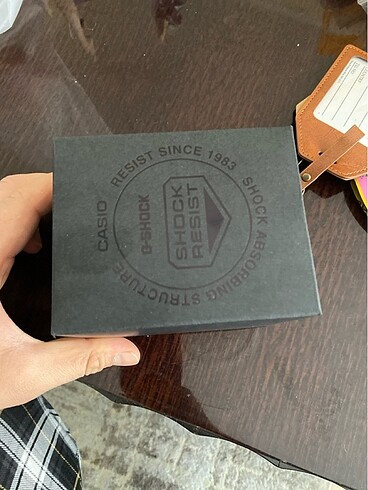 CASIO
RESIST SINCE 1983
SHOCK ABSORBING STRUCTURE
G-SHOCK
SHOCK
RESIST